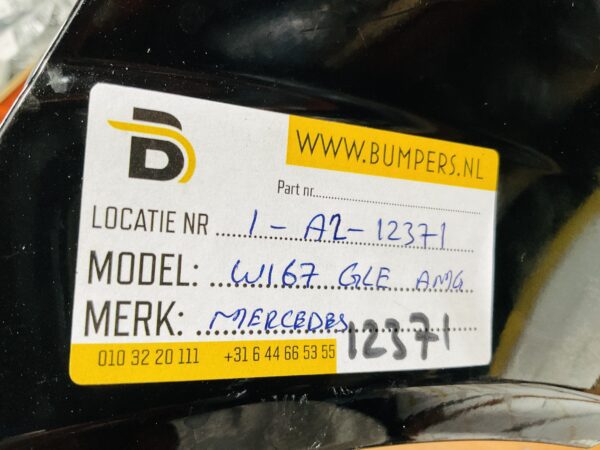 B
WWW.BUMPERS.NL
Part nr.
LOCATIE NR 1-A2-12371
MODEL: W167 GLE AMG
MERK: MERCEDES
010 32 20 111 +31 6 44 66 53 55 12371